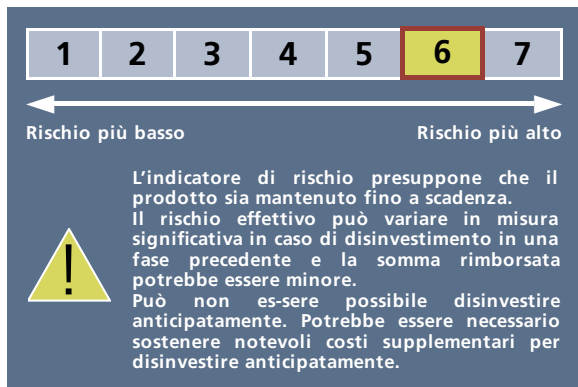 1 2 3 4 5 6 7
Rischio più basso Rischio più alto
L’indicatore di rischio presuppone che il
prodotto sia mantenuto fino a scadenza.
Il rischio effettivo può variare in misura
significativa in caso di disinvestimento in una
fase precedente e la somma rimborsata
potrebbe essere minore.
Può non es-sere possibile disinvestire
anticipatamente. Potrebbe essere necessario
sostenere notevoli costi supplementari per
disinvestire anticipatamente.
!